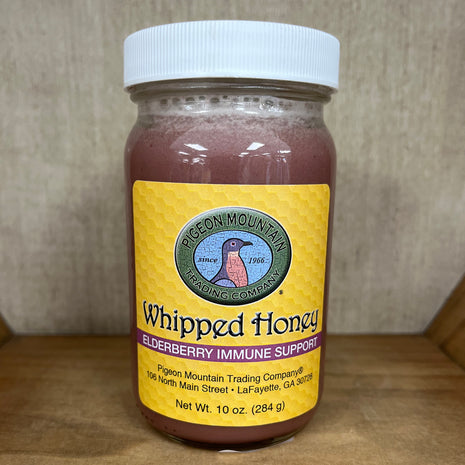 PIGEON MOUNTAIN
since 1966
TRADING COMPANY ®
Whipped Honey
ELDERBERRY IMMUNE SUPPORT
Pigeon Mountain Trading Company®
106 North Main Street • LaFayette, GA 30728
Net Wt. 10 oz. (284 g)